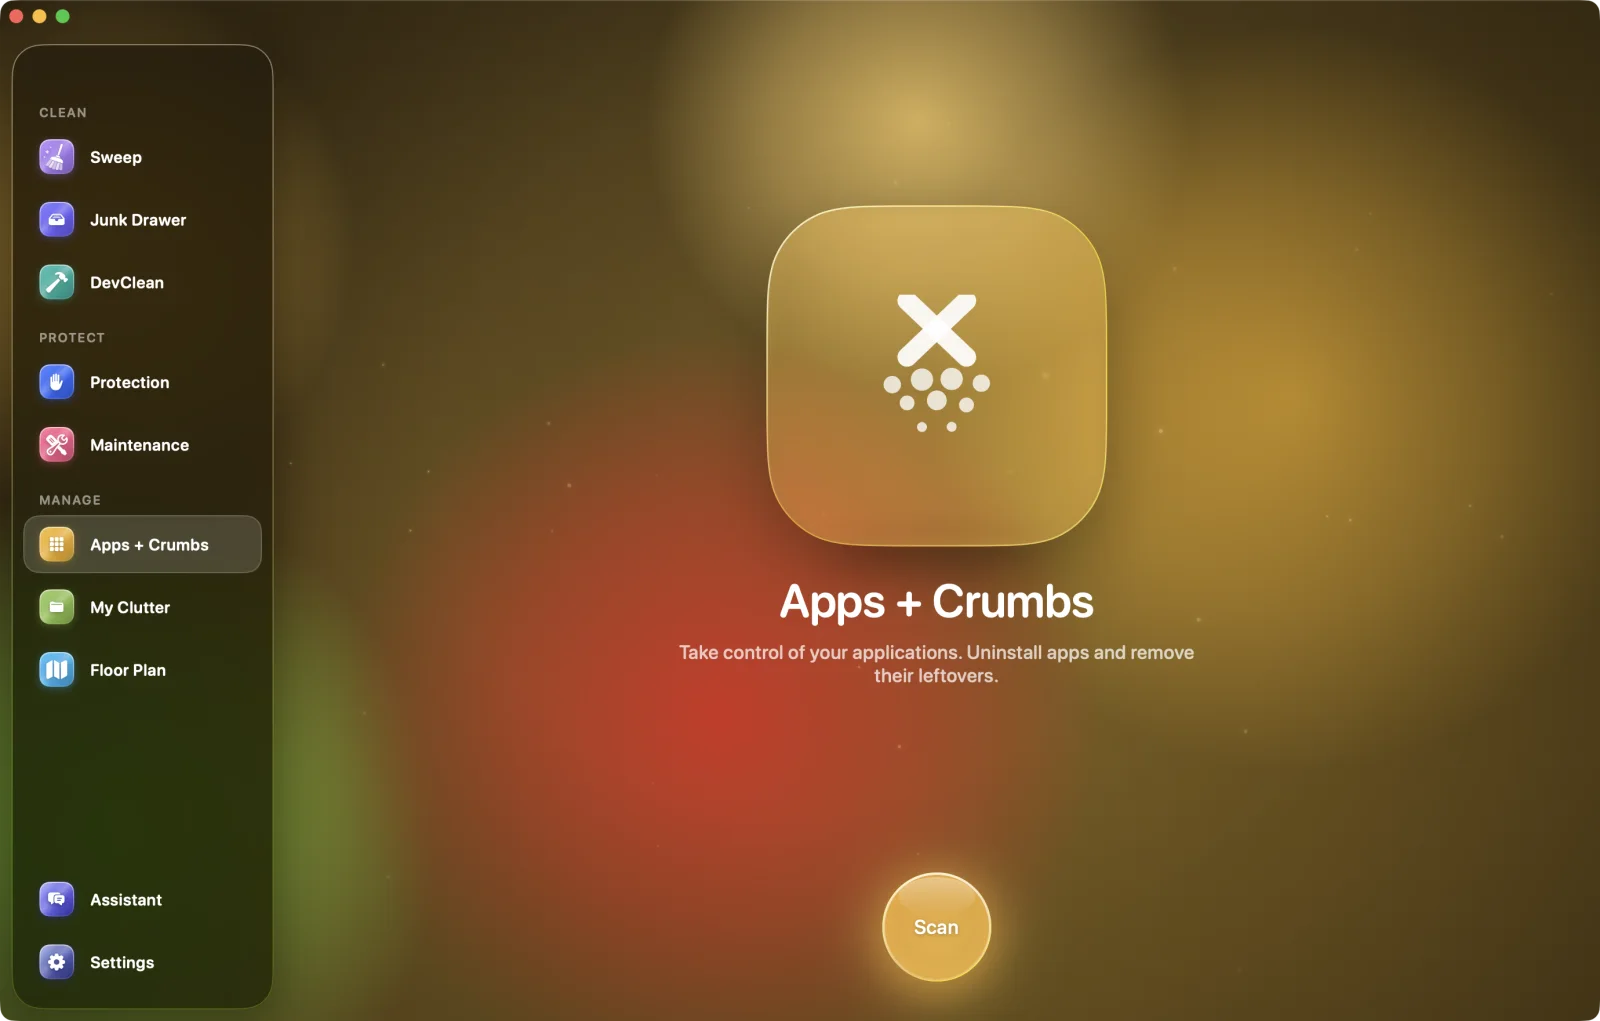 CLEAN
Sweep
Junk Drawer
DevClean
PROTECT
Protection
Maintenance
MANAGE
Apps + Crumbs
My Clutter
Floor Plan
Assistant
Settings
Apps + Crumbs
Take control of your applications. Uninstall apps and remove
their leftovers.
Scan